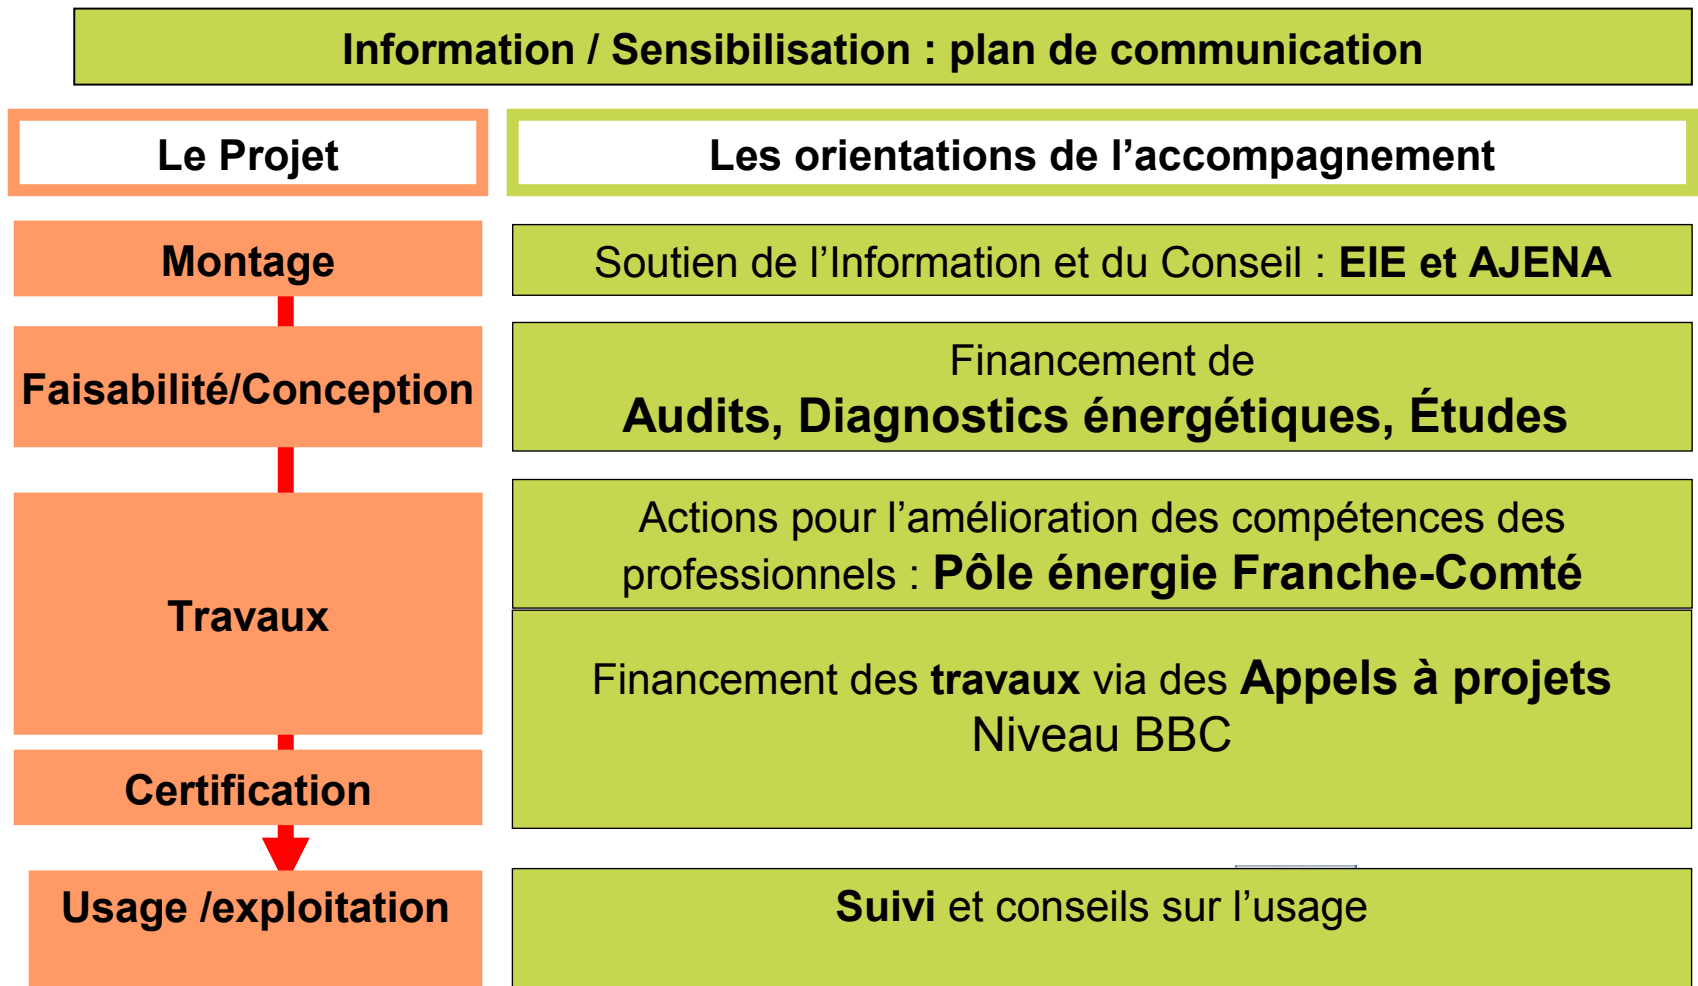 Information / Sensibilisation : plan de communication
Le Projet
Les orientations de l’accompagnement
Montage
Soutien de l’Information et du Conseil : EIE et AJENA
Faisabilité/Conception
Financement de
Audits, Diagnostics énergétiques, Études
Travaux
Actions pour l’amélioration des compétences des
professionnels : Pôle énergie Franche-Comté
Financement des travaux via des Appels à projets
Niveau BBC
Certification
Usage /exploitation
Suivi et conseils sur l’usage